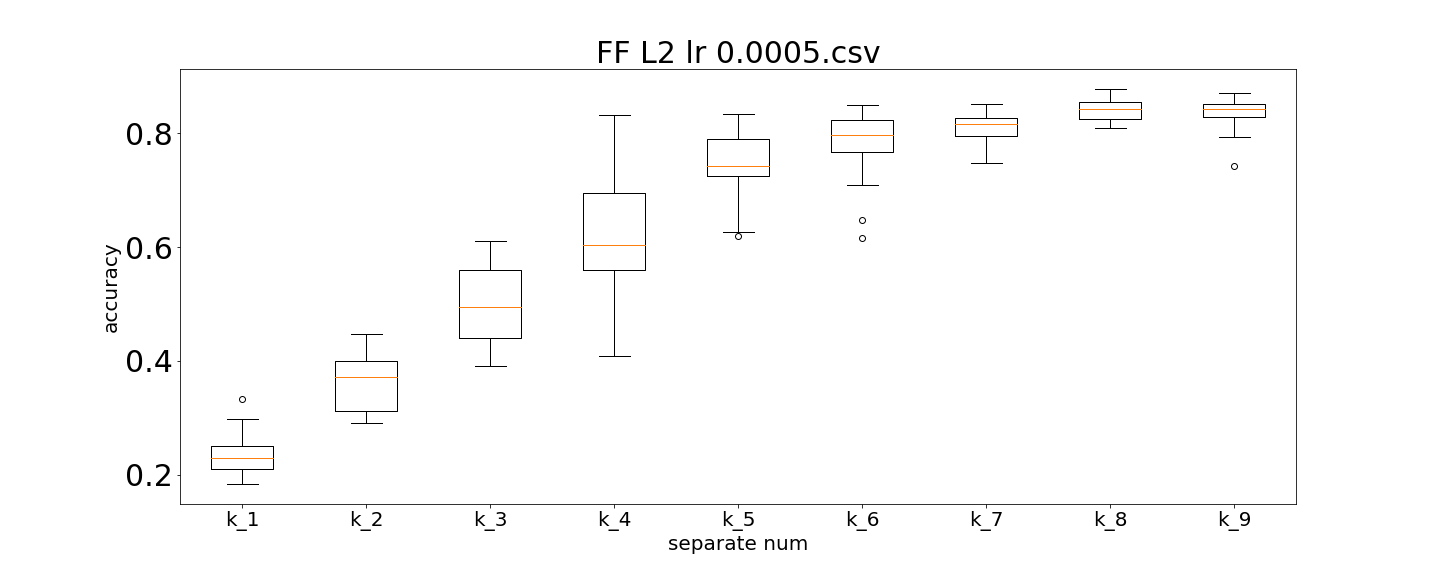 FF L2 lr 0.0005.csv
accuracy
0.8
0.6
0.4
0.2
k_1 k_2 k_3 k_4 k_5 k_6 k_7 k_8 k_9
separate num